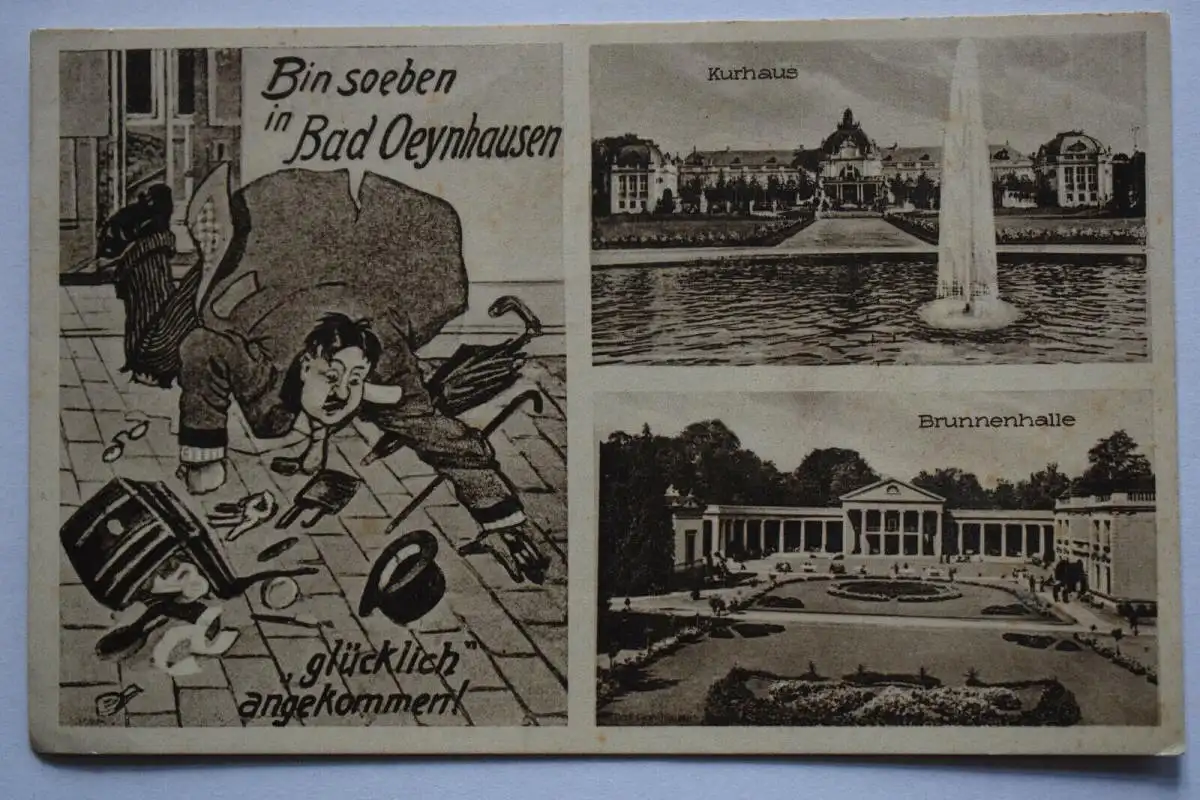 Bin soeben
in Bad Oeynhausen
„glücklich"
angekommen!
Kurhaus
Brunnenhalle